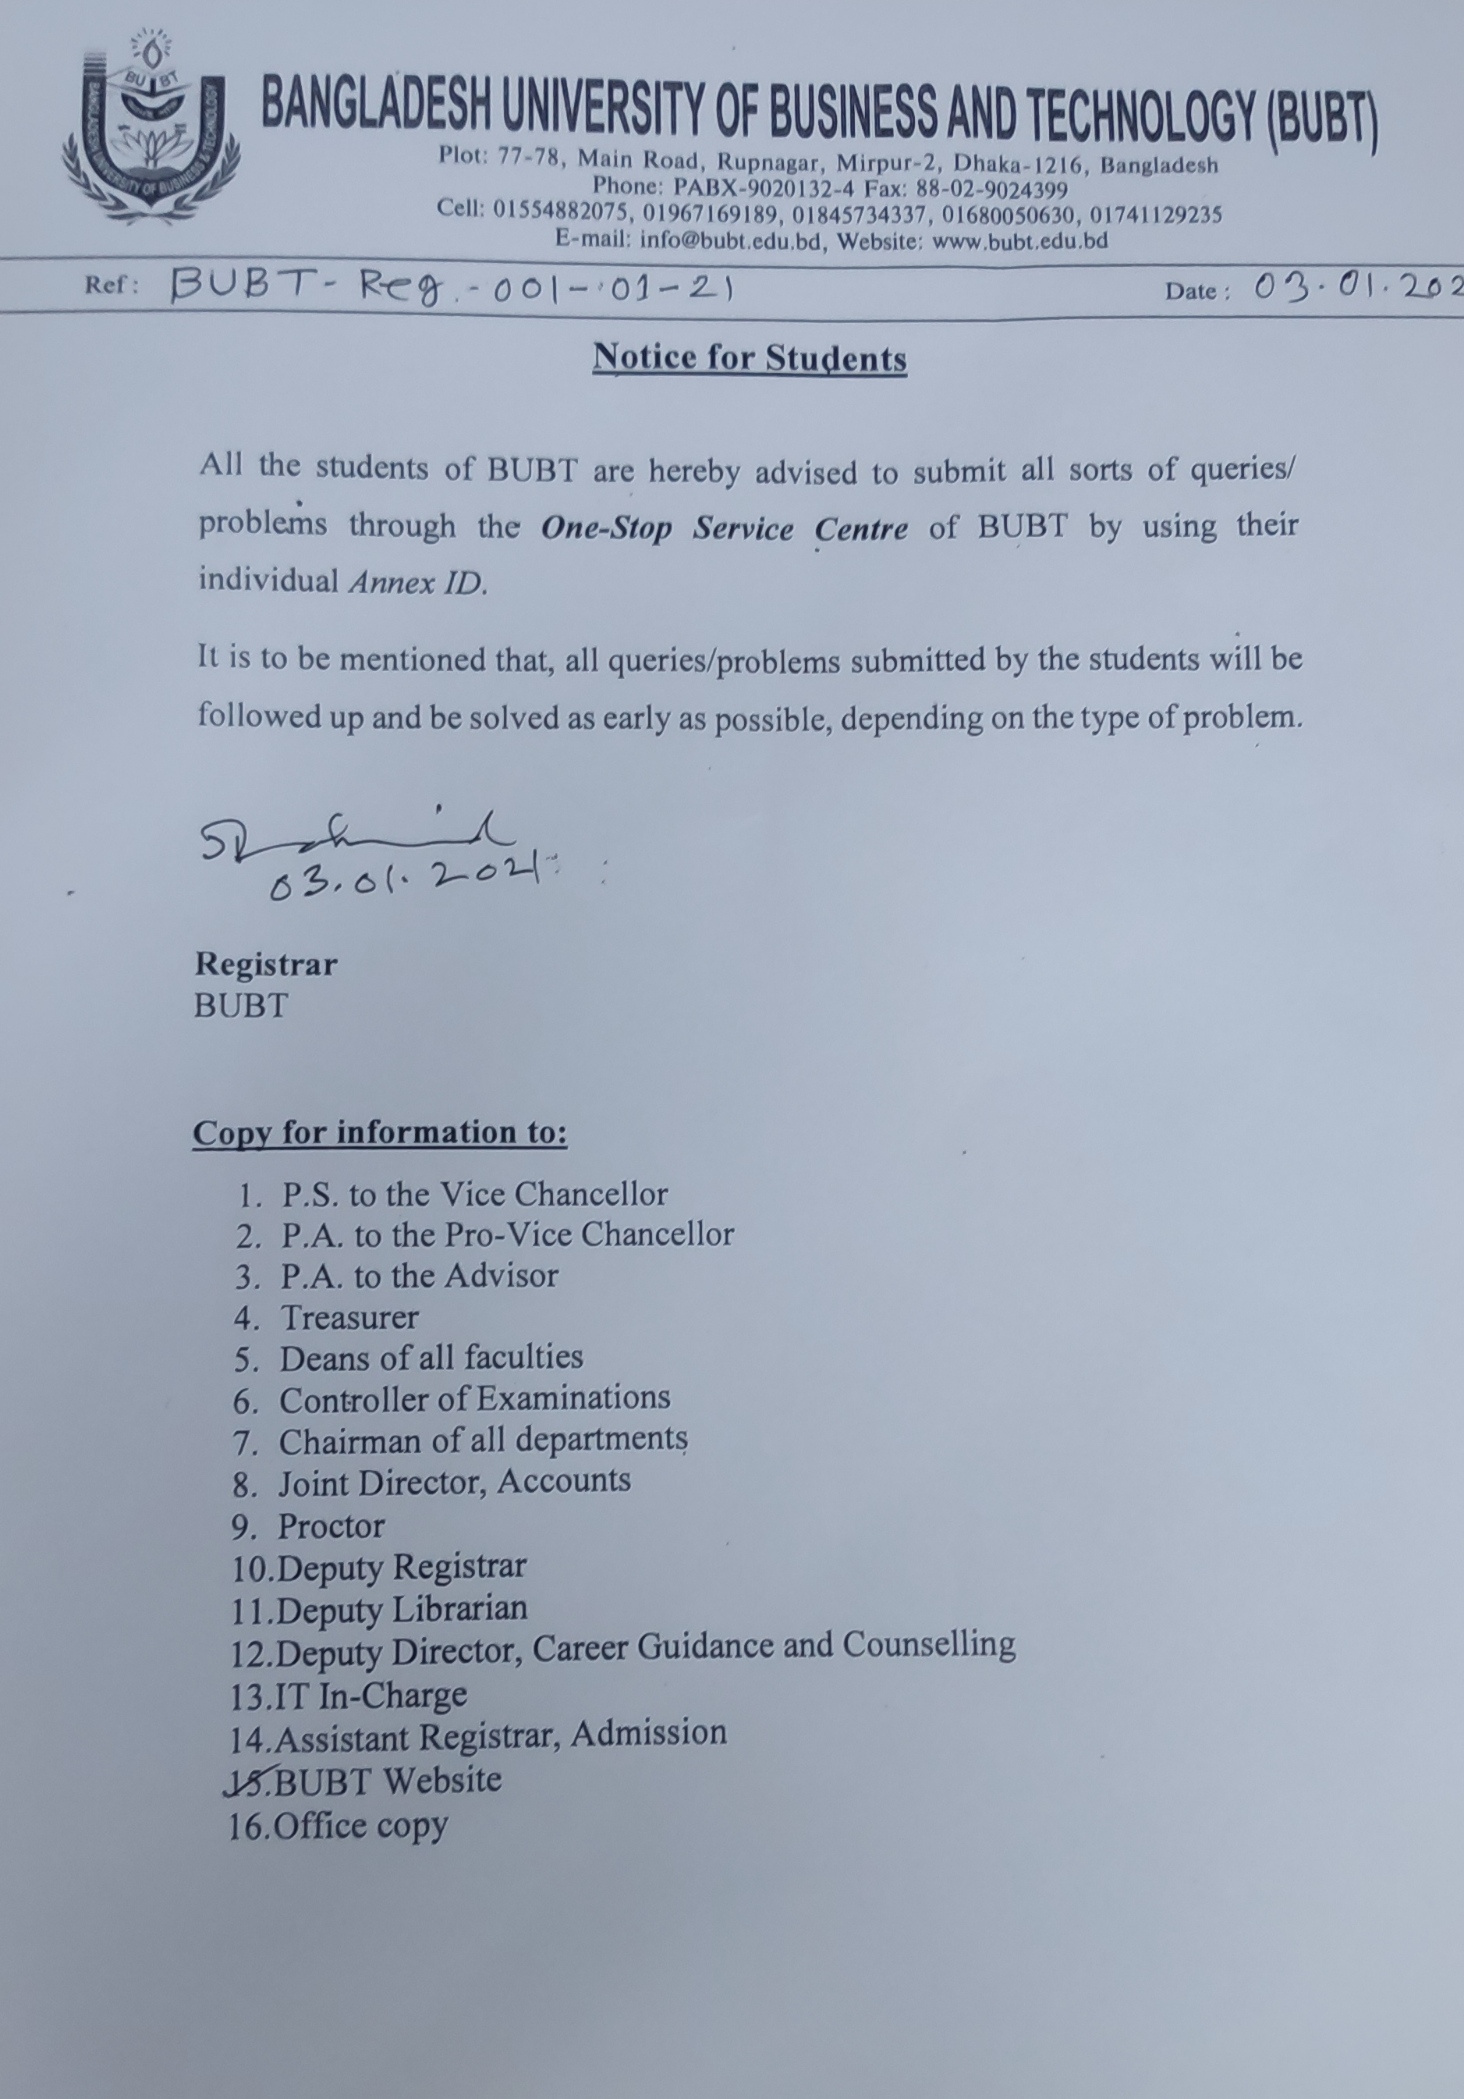 BU BT
BANGLADESH UNIVERSITY OF BUSINESS & TECHNOLOGY
BANGLADESH UNIVERSITY OF BUSINESS AND TECHNOLOGY (BUBT)
Plot: 77-78, Main Road, Rupnagar, Mirpur-2, Dhaka-1216, Bangladesh
Phone: PABX-9020132-4 Fax: 88-02-9024399
Cell: 01554882075, 01967169189, 01845734337, 01680050630, 01741129235
E-mail: info@bubt.edu.bd, Website: www.bubt.edu.bd
Ref: BUBT-Reg.-001-01-21 Date: 03.01.202
Notice for Students
All the students of BUBT are hereby advised to submit all sorts of queries/
problems through the One-Stop Service Centre of BUBT by using their
individual Annex ID.
It is to be mentioned that, all queries/problems submitted by the students will be
followed up and be solved as early as possible, depending on the type of problem.
03.01.2021
Registrar
BUBT
Copy for information to:
1. P.S. to the Vice Chancellor
2. P.A. to the Pro-Vice Chancellor
3. P.A. to the Advisor
4. Treasurer
5. Deans of all faculties
6. Controller of Examinations
7. Chairman of all departments
8. Joint Director, Accounts
9. Proctor
10.Deputy Registrar
11.Deputy Librarian
12.Deputy Director, Career Guidance and Counselling
13.IT In-Charge
14.Assistant Registrar, Admission
15.BUBT Website
16.Office copy